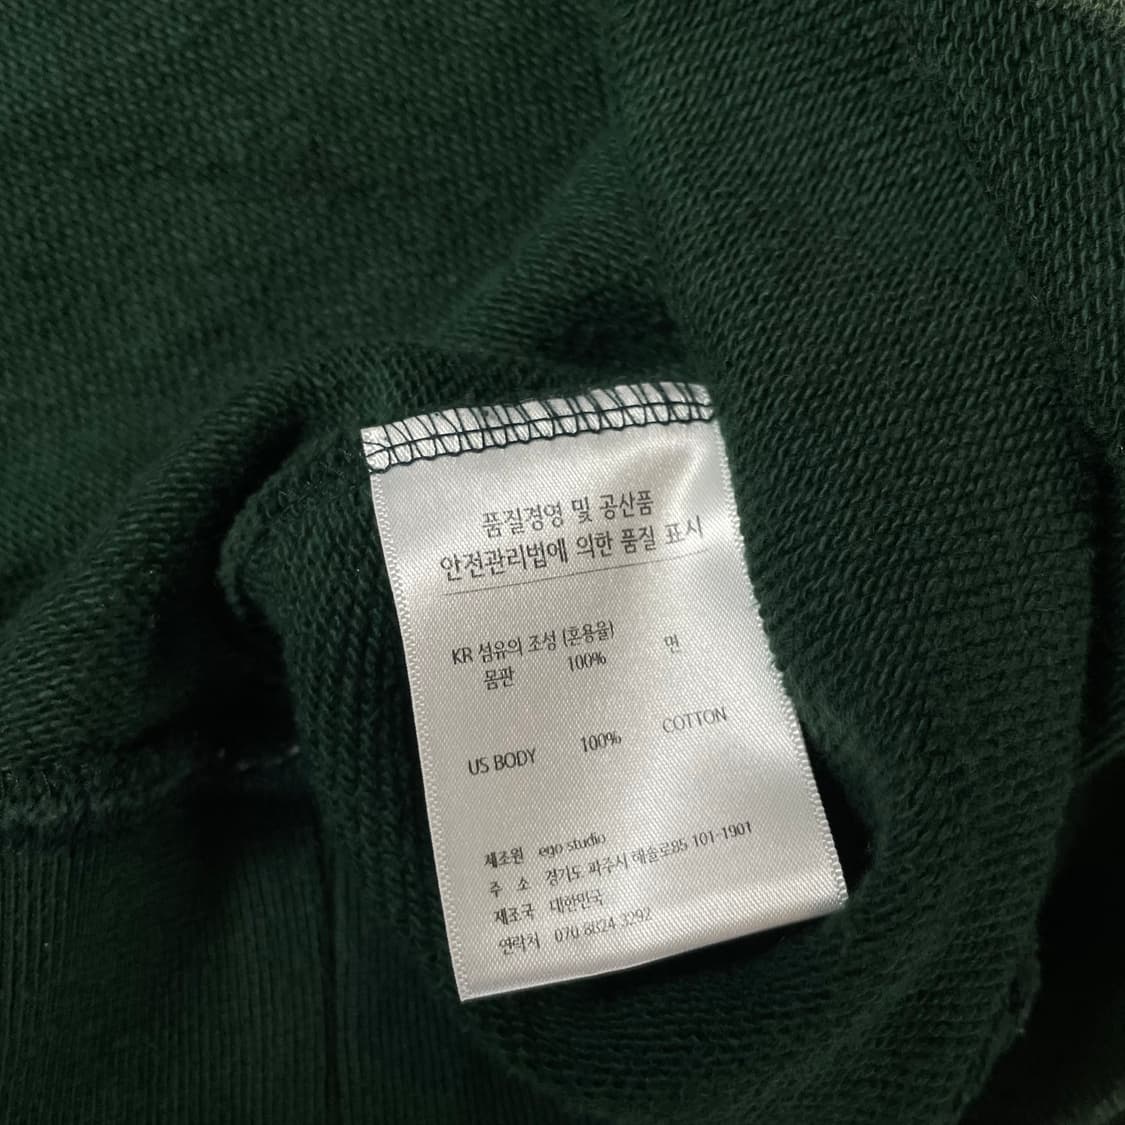 품질경영 및 공산품
안전관리법에 의한 품질 표시
KR 섬유의 조성 (혼용율)
몸판 100% 면
US BODY 100% COTTON
제조원 ego studio
주 소 경기도 파주시 해솔로85 101-1901
제조국 대한민국
연락처 070 8824 3292